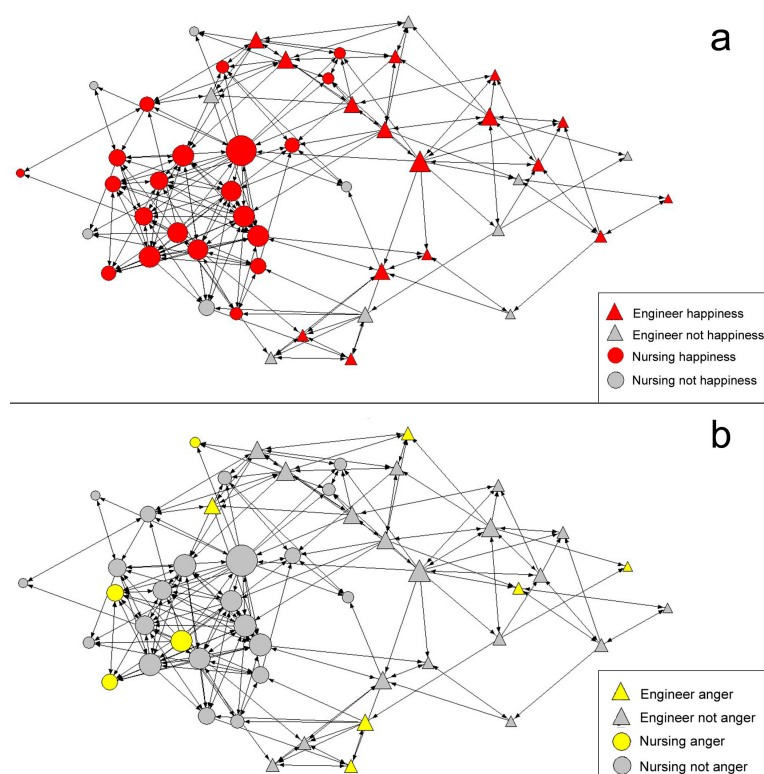 a
Engineer happiness
Engineer not happiness
Nursing happiness
Nursing not happiness
b
Engineer anger
Engineer not anger
Nursing anger
Nursing not anger